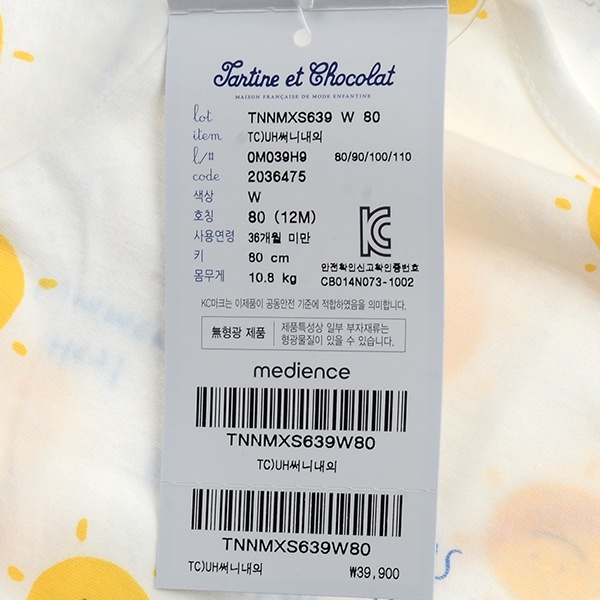 Tartine et Chocolat
MAISON FRANÇAISE DE MODE ENFANTINE
lot TNNMXS639 W 80
item TC)UH써니내의
l/# 0M039H9 80/90/100/110
code 2036475
색상 W
호칭 80 (12M)
사용연령 36개월 미만
키 80 cm
몸무게 10.8 kg
안전확인신고확인증번호
CB014N073-1002
KC마크는 이제품이 공통안전 기준에 적합하였음을 의미합니다.
無형광 제품
제품특성상 일부 부자재류는
형광물질이 있을 수 있습니다.
medience
TNNMXS639W80
TC)UH써니내의
TNNMXS639W80
TC)UH써니내의 ₩39,900